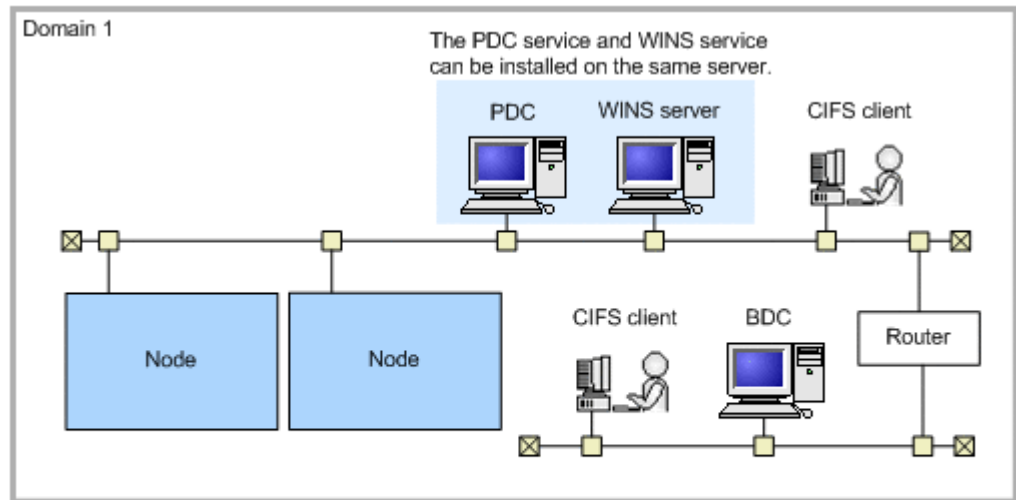 Domain 1
The PDC service and WINS service
can be installed on the same server.
PDC
WINS server
CIFS client
Node
Node
CIFS client
BDC
Router